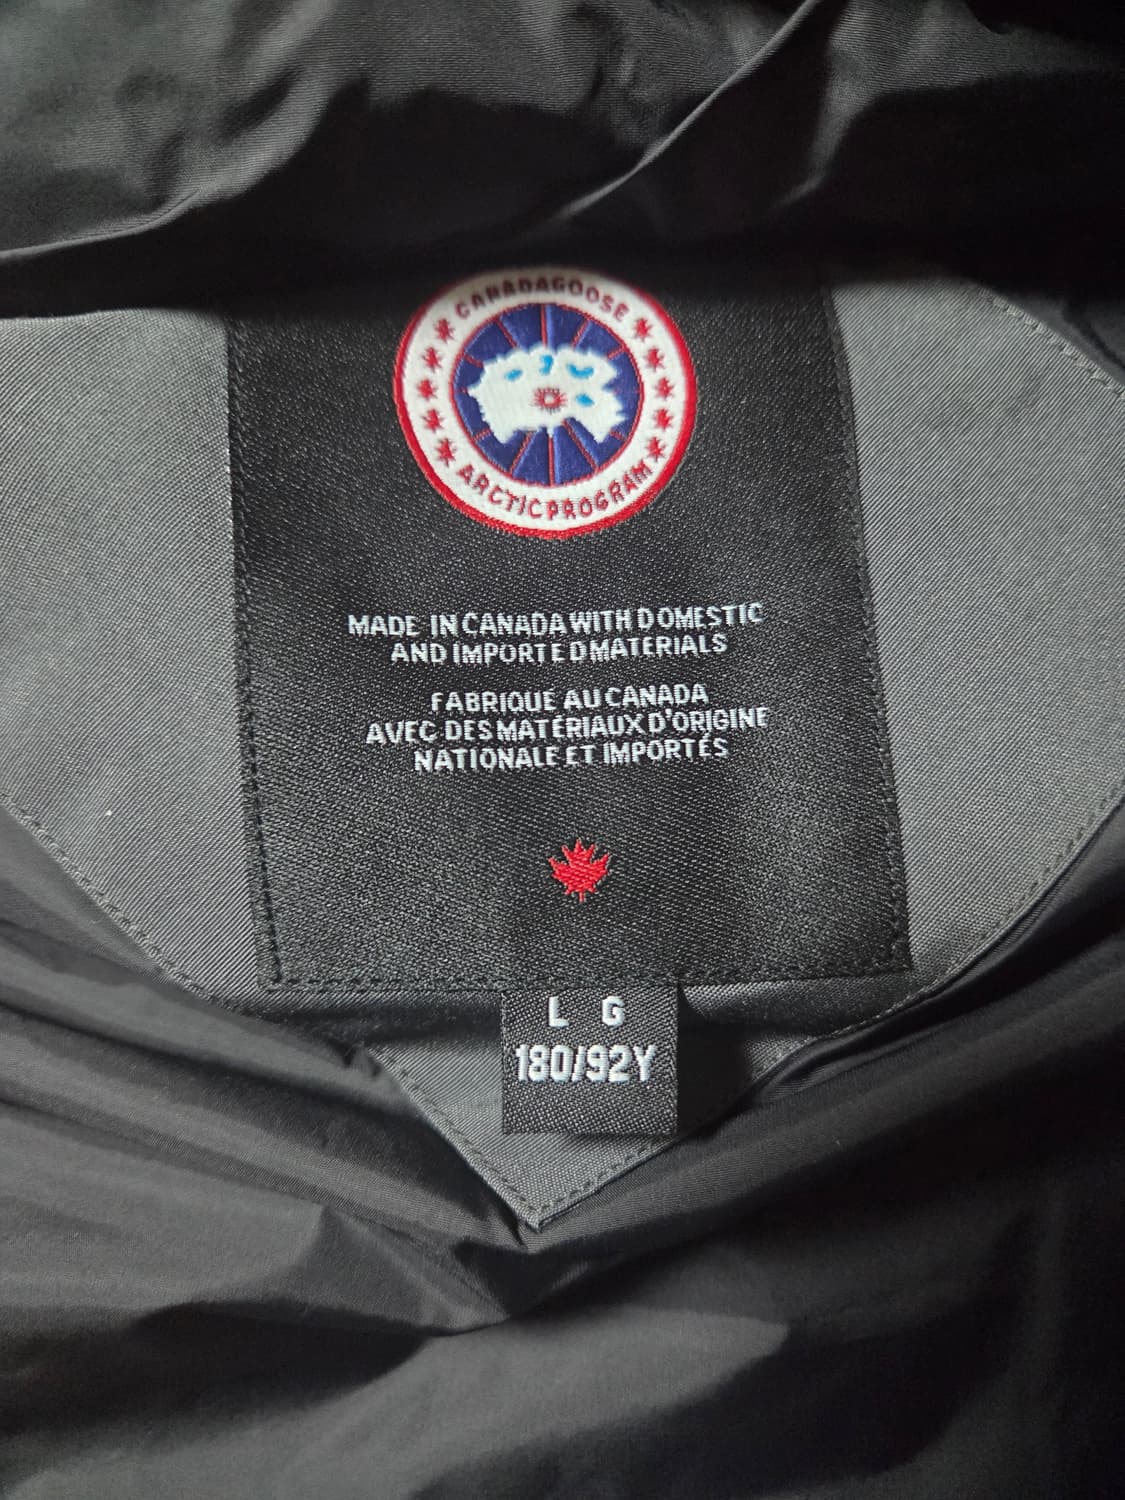 CANADA GOOSE
ARCTIC PROGRAM
MADE IN CANADA WITH DOMESTIC
AND IMPORTED MATERIALS
FABRIQUÉ AU CANADA
AVEC DES MATÉRIAUX D'ORIGINE
NATIONALE ET IMPORTÉS
L G
180/92Y